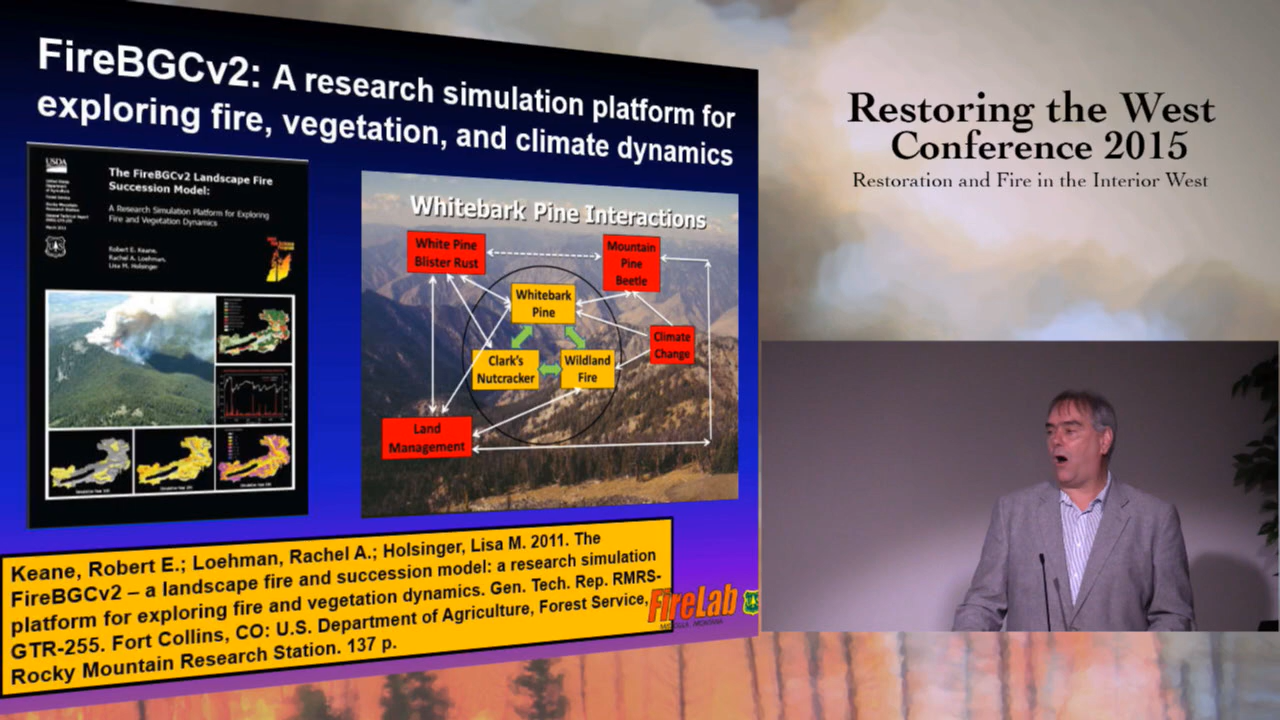 FireBGCv2: A research simulation platform for
exploring fire, vegetation, and climate dynamics
USDA
The FireBGCv2 Landscape Fire
Succession Model:
A Research Simulation Platform for Exploring
Fire and Vegetation Dynamics
Robert E. Keane,
Rachel A. Loehman,
Lisa M. Holsinger
Whitebark Pine Interactions
White Pine
Blister Rust
Mountain
Pine
Beetle
Whitebark
Pine
Climate
Change
Clark's
Nutcracker
Wildland
Fire
Land
Management
Keane, Robert E.; Loehman, Rachel A.; Holsinger, Lisa M. 2011. The
FireBGCv2 – a landscape fire and succession model: a research simulation
platform for exploring fire and vegetation dynamics. Gen. Tech. Rep. RMRS-
GTR-255. Fort Collins, CO: U.S. Department of Agriculture, Forest Service,
Rocky Mountain Research Station. 137 p.
FireLab
Restoring the West
Conference 2015
Restoration and Fire in the Interior West